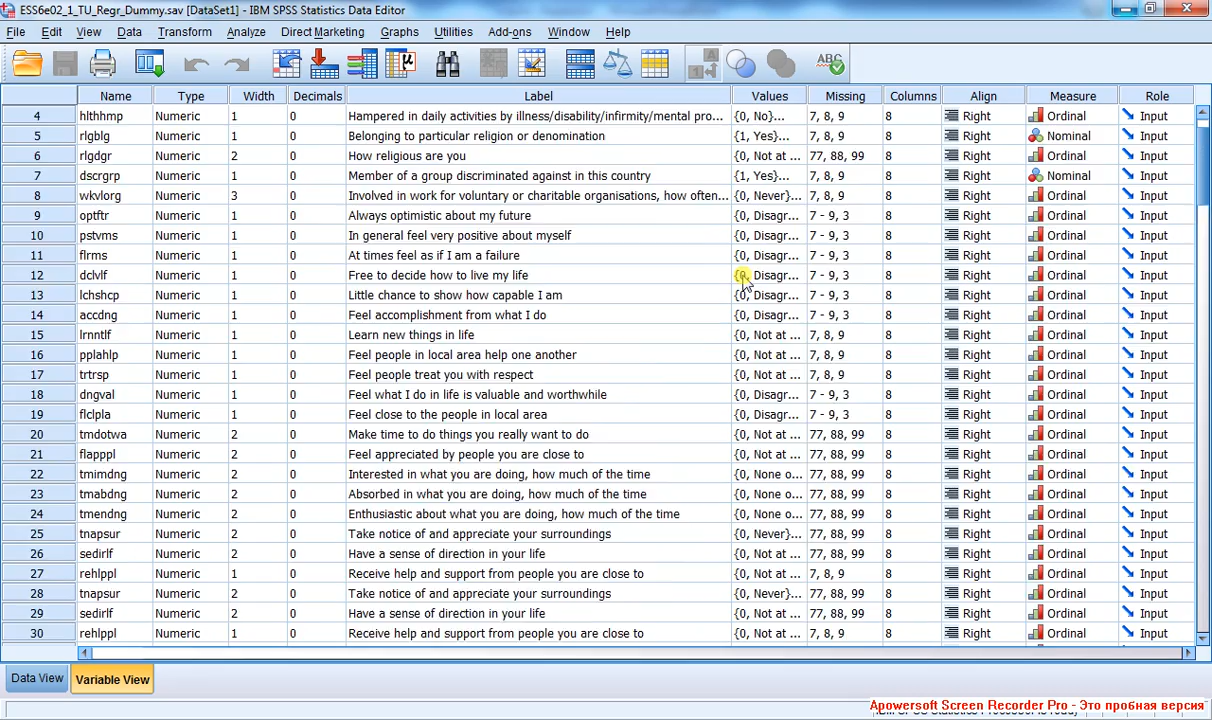 ESS6e02_1_TU_Regr_Dummy.sav [DataSet1] - IBM SPSS Statistics Data Editor
File Edit View Data Transform Analyze Direct Marketing Graphs Utilities Add-ons Window Help
Name Type Width Decimals Label Values Missing Columns Align Measure Role
4 hlthhmp Numeric 1 0 Hampered in daily activities by illness/disability/infirmity/mental pro... {0, No}... 7, 8, 9 8 Right Ordinal Input
5 rlgblg Numeric 1 0 Belonging to particular religion or denomination {1, Yes}... 7, 8, 9 8 Right Nominal Input
6 rlgdgr Numeric 2 0 How religious are you {0, Not at ... 77, 88, 99 8 Right Ordinal Input
7 dscrgrp Numeric 1 0 Member of a group discriminated against in this country {1, Yes}... 7, 8, 9 8 Right Nominal Input
8 wkvlorg Numeric 3 0 Involved in work for voluntary or charitable organisations, how often... {0, Never}... 7, 8, 9 8 Right Ordinal Input
9 optftr Numeric 1 0 Always optimistic about my future {0, Disagr... 7 - 9, 3 8 Right Ordinal Input
10 pstvms Numeric 1 0 In general feel very positive about myself {0, Disagr... 7 - 9, 3 8 Right Ordinal Input
11 flrms Numeric 1 0 At times feel as if I am a failure {0, Disagr... 7 - 9, 3 8 Right Ordinal Input
12 dclvlf Numeric 1 0 Free to decide how to live my life {0, Disagr... 7 - 9, 3 8 Right Ordinal Input
13 lchshcp Numeric 1 0 Little chance to show how capable I am {0, Disagr... 7 - 9, 3 8 Right Ordinal Input
14 accdng Numeric 1 0 Feel accomplishment from what I do {0, Disagr... 7 - 9, 3 8 Right Ordinal Input
15 lrnntlf Numeric 1 0 Learn new things in life {0, Not at ... 7, 8, 9 8 Right Ordinal Input
16 pplahlp Numeric 1 0 Feel people in local area help one another {0, Not at ... 7, 8, 9 8 Right Ordinal Input
17 trtrsp Numeric 1 0 Feel people treat you with respect {0, Not at ... 7, 8, 9 8 Right Ordinal Input
18 dngval Numeric 1 0 Feel what I do in life is valuable and worthwhile {0, Disagr... 7 - 9, 3 8 Right Ordinal Input
19 flclpla Numeric 1 0 Feel close to the people in local area {0, Disagr... 7 - 9, 3 8 Right Ordinal Input
20 tmdotwa Numeric 2 0 Make time to do things you really want to do {0, Not at ... 77, 88, 99 8 Right Ordinal Input
21 flapppl Numeric 2 0 Feel appreciated by people you are close to {0, Not at ... 77, 88, 99 8 Right Ordinal Input
22 tmimdng Numeric 2 0 Interested in what you are doing, how much of the time {0, None o... 77, 88, 99 8 Right Ordinal Input
23 tmabdng Numeric 2 0 Absorbed in what you are doing, how much of the time {0, None o... 77, 88, 99 8 Right Ordinal Input
24 tmendng Numeric 2 0 Enthusiastic about what you are doing, how much of the time {0, None o... 77, 88, 99 8 Right Ordinal Input
25 tnapsur Numeric 2 0 Take notice of and appreciate your surroundings {0, Never}... 77, 88, 99 8 Right Ordinal Input
26 sedirlf Numeric 2 0 Have a sense of direction in your life {0, Not at ... 77, 88, 99 8 Right Ordinal Input
27 rehlppl Numeric 1 0 Receive help and support from people you are close to {0, Not at ... 7, 8, 9 8 Right Ordinal Input
28 tnapsur Numeric 2 0 Take notice of and appreciate your surroundings {0, Never}... 77, 88, 99 8 Right Ordinal Input
29 sedirlf Numeric 2 0 Have a sense of direction in your life {0, Not at ... 77, 88, 99 8 Right Ordinal Input
30 rehlppl Numeric 1 0 Receive help and support from people you are close to {0, Not at ... 7, 8, 9 8 Right Ordinal Input
Data View Variable View
Apowersoft Screen Recorder Pro - Это пробная версия